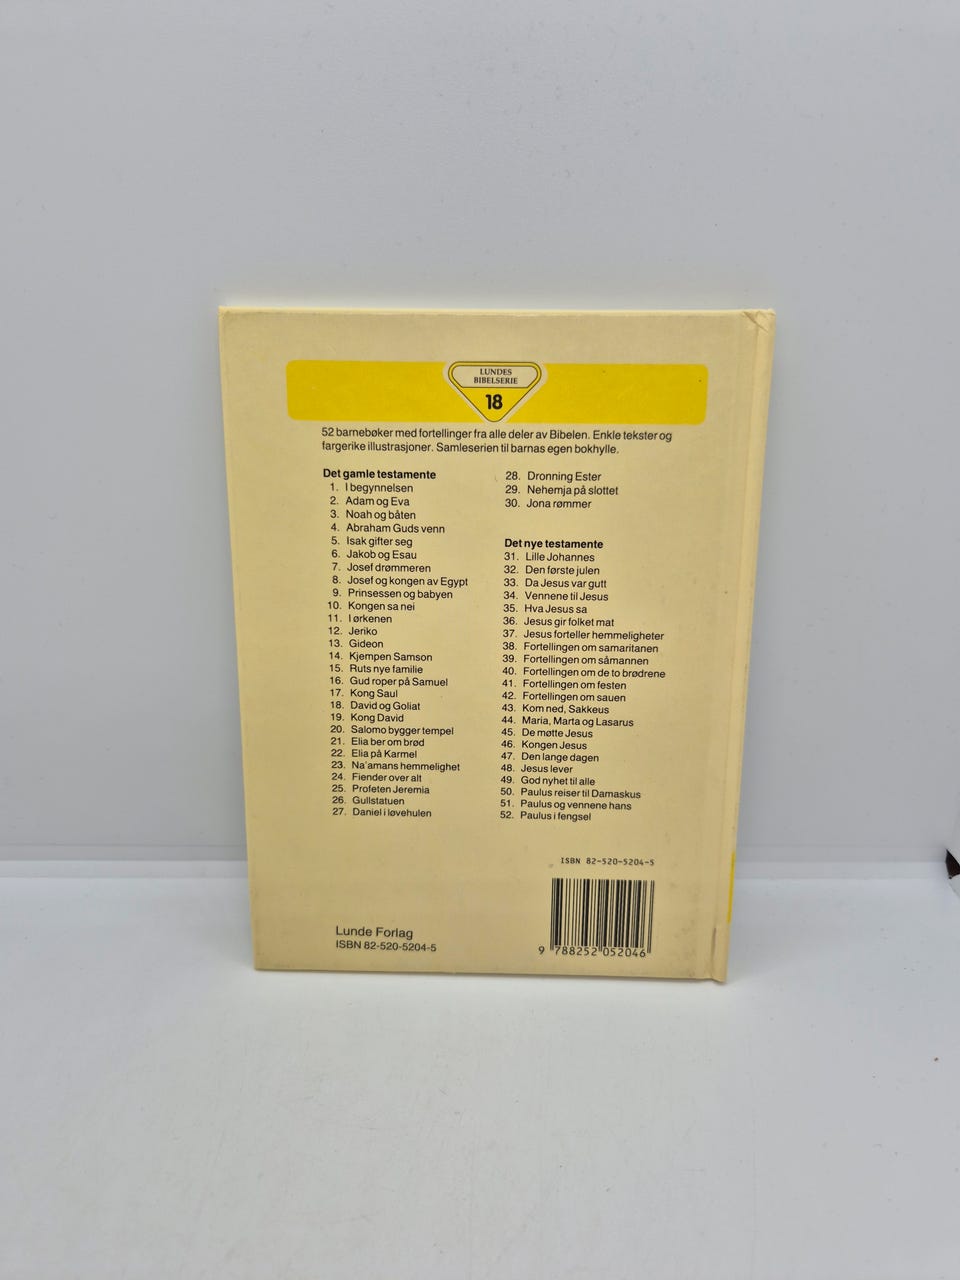 LUNDES
BIBELSERIE
18
52 barnebøker med fortellinger fra alle deler av Bibelen. Enkle tekster og
fargerike illustrasjoner. Samleserien til barnas egen bokhylle.
Det gamle testamente
1. I begynnelsen
2. Adam og Eva
3. Noah og båten
4. Abraham Guds venn
5. Isak gifter seg
6. Jakob og Esau
7. Josef drømmeren
8. Josef og kongen av Egypt
9. Prinsessen og babyen
10. Kongen sa nei
11. I ørkenen
12. Jeriko
13. Gideon
14. Kjempen Samson
15. Ruts nye familie
16. Gud roper på Samuel
17. Kong Saul
18. David og Goliat
19. Kong David
20. Salomo bygger tempel
21. Elia ber om brød
22. Elia på Karmel
23. Na'amans hemmelighet
24. Fiender over alt
25. Profeten Jeremia
26. Gullstatuen
27. Daniel i løvehulen
28. Dronning Ester
29. Nehemja på slottet
30. Jona rømmer
Det nye testamente
31. Lille Johannes
32. Den første julen
33. Da Jesus var gutt
34. Vennene til Jesus
35. Hva Jesus sa
36. Jesus gir folket mat
37. Jesus forteller hemmeligheter
38. Fortellingen om samaritanen
39. Fortellingen om såmannen
40. Fortellingen om de to brødrene
41. Fortellingen om festen
42. Fortellingen om sauen
43. Kom ned, Sakkeus
44. Maria, Marta og Lasarus
45. De møtte Jesus
46. Kongen Jesus
47. Den lange dagen
48. Jesus lever
49. God nyhet til alle
50. Paulus reiser til Damaskus
51. Paulus og vennene hans
52. Paulus i fengsel
ISBN 82-520-5204-5
9 788252 052046
Lunde Forlag
ISBN 82-520-5204-5